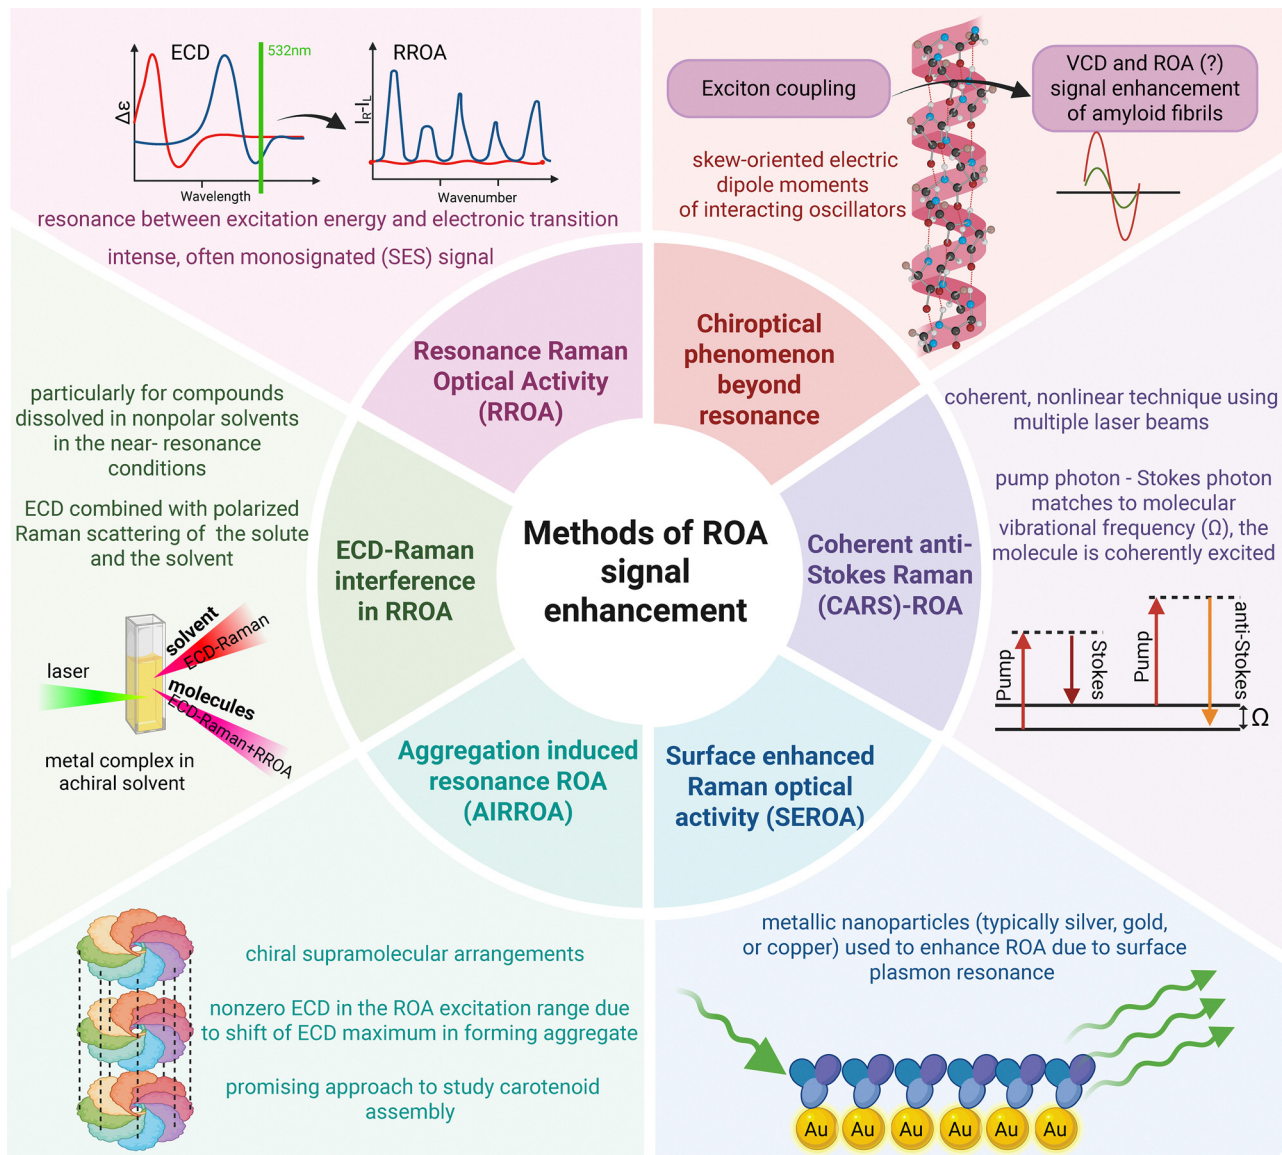 ECD
532nm
Δε
Wavelength
RROA
I_R-I_L
Wavenumber
resonance between excitation energy and electronic transition
intense, often monosignated (SES) signal
Resonance Raman
Optical Activity
(RROA)
Exciton coupling
VCD and ROA (?)
signal enhancement
of amyloid fibrils
skew-oriented electric
dipole moments
of interacting oscillators
Chiroptical
phenomenon
beyond
resonance
particularly for compounds
dissolved in nonpolar solvents
in the near- resonance
conditions
ECD combined with polarized
Raman scattering of the solute
and the solvent
laser
solvent
ECD-Raman
molecules
ECD-Raman+RROA
metal complex in
achiral solvent
ECD-Raman
interference
in RROA
Methods of ROA
signal
enhancement
Coherent anti-
Stokes Raman
(CARS)-ROA
coherent, nonlinear technique using
multiple laser beams
pump photon - Stokes photon
matches to molecular
vibrational frequency (Ω), the
molecule is coherently excited
Pump
Stokes
Pump
anti-Stokes
Ω
Aggregation induced
resonance ROA
(AIRROA)
chiral supramolecular arrangements
nonzero ECD in the ROA excitation range due
to shift of ECD maximum in forming aggregate
promising approach to study carotenoid
assembly
Surface enhanced
Raman optical
activity (SEROA)
metallic nanoparticles (typically silver, gold,
or copper) used to enhance ROA due to surface
plasmon resonance
Au Au Au Au Au Au